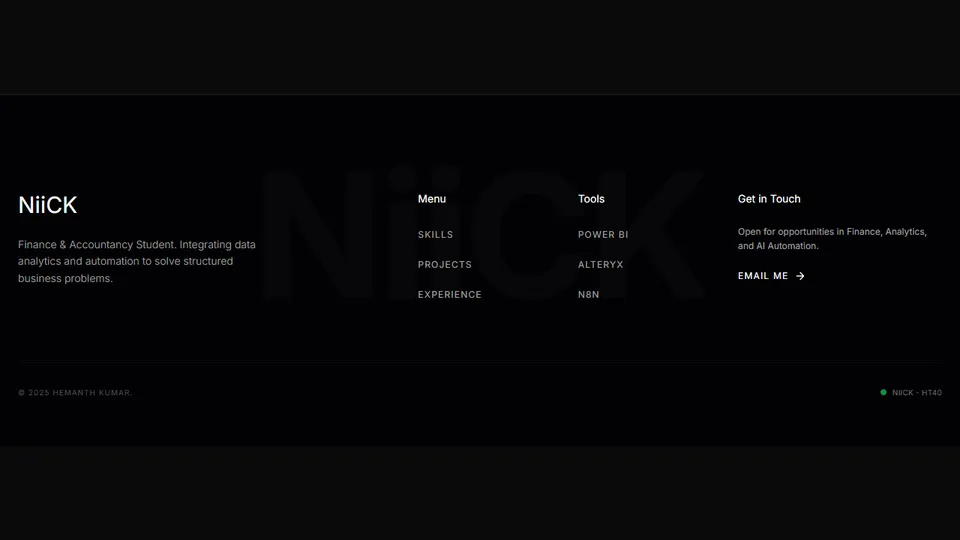 NiiCK
NiiCK
Finance & Accountancy Student. Integrating data
analytics and automation to solve structured
business problems.
Menu
SKILLS
PROJECTS
EXPERIENCE
Tools
POWER BI
ALTERYX
N8N
Get in Touch
Open for opportunities in Finance, Analytics,
and AI Automation.
EMAIL ME →
© 2025 HEMANTH KUMAR.
NIICK - HT40